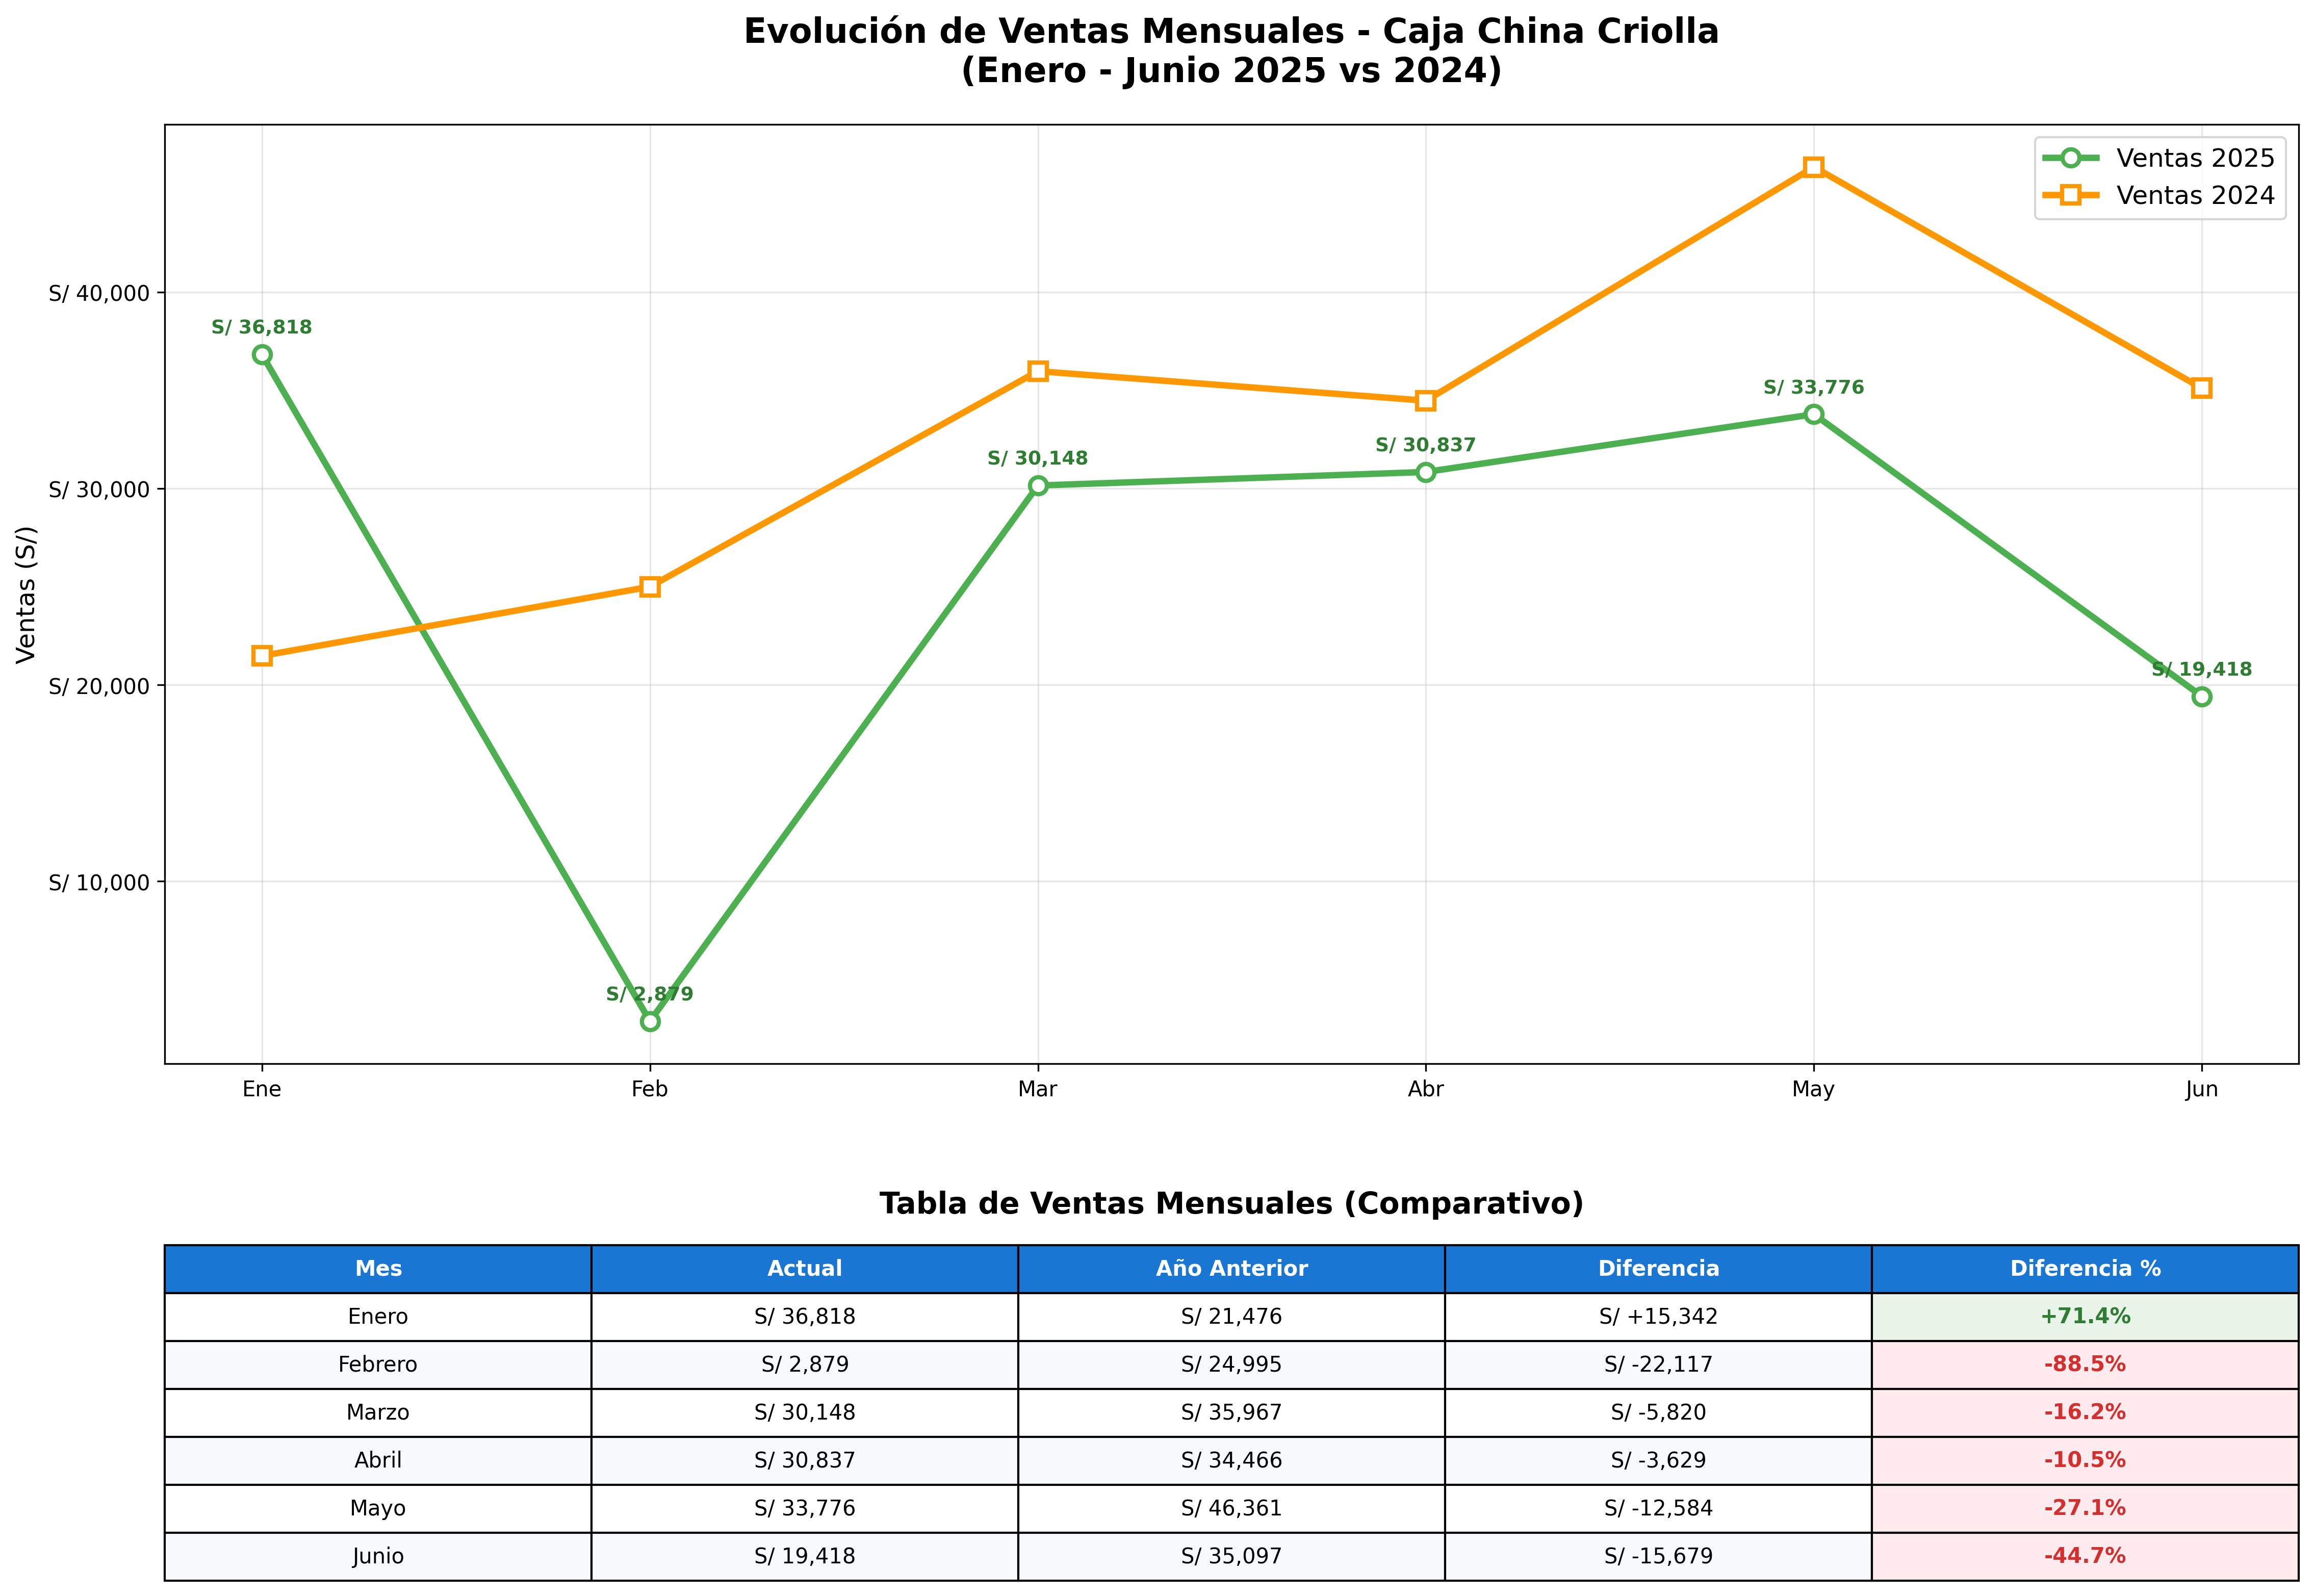 Evolución de Ventas Mensuales - Caja China Criolla
(Enero - Junio 2025 vs 2024)
Ventas 2025
Ventas 2024
Ventas (S/)
S/ 40,000
S/ 30,000
S/ 20,000
S/ 10,000
S/ 36,818
S/ 2,879
S/ 30,148
S/ 30,837
S/ 33,776
S/ 19,418
Ene Feb Mar Abr May Jun
Tabla de Ventas Mensuales (Comparativo)
Mes Actual Año Anterior Diferencia Diferencia %
Enero S/ 36,818 S/ 21,476 S/ +15,342 +71.4%
Febrero S/ 2,879 S/ 24,995 S/ -22,117 -88.5%
Marzo S/ 30,148 S/ 35,967 S/ -5,820 -16.2%
Abril S/ 30,837 S/ 34,466 S/ -3,629 -10.5%
Mayo S/ 33,776 S/ 46,361 S/ -12,584 -27.1%
Junio S/ 19,418 S/ 35,097 S/ -15,679 -44.7%